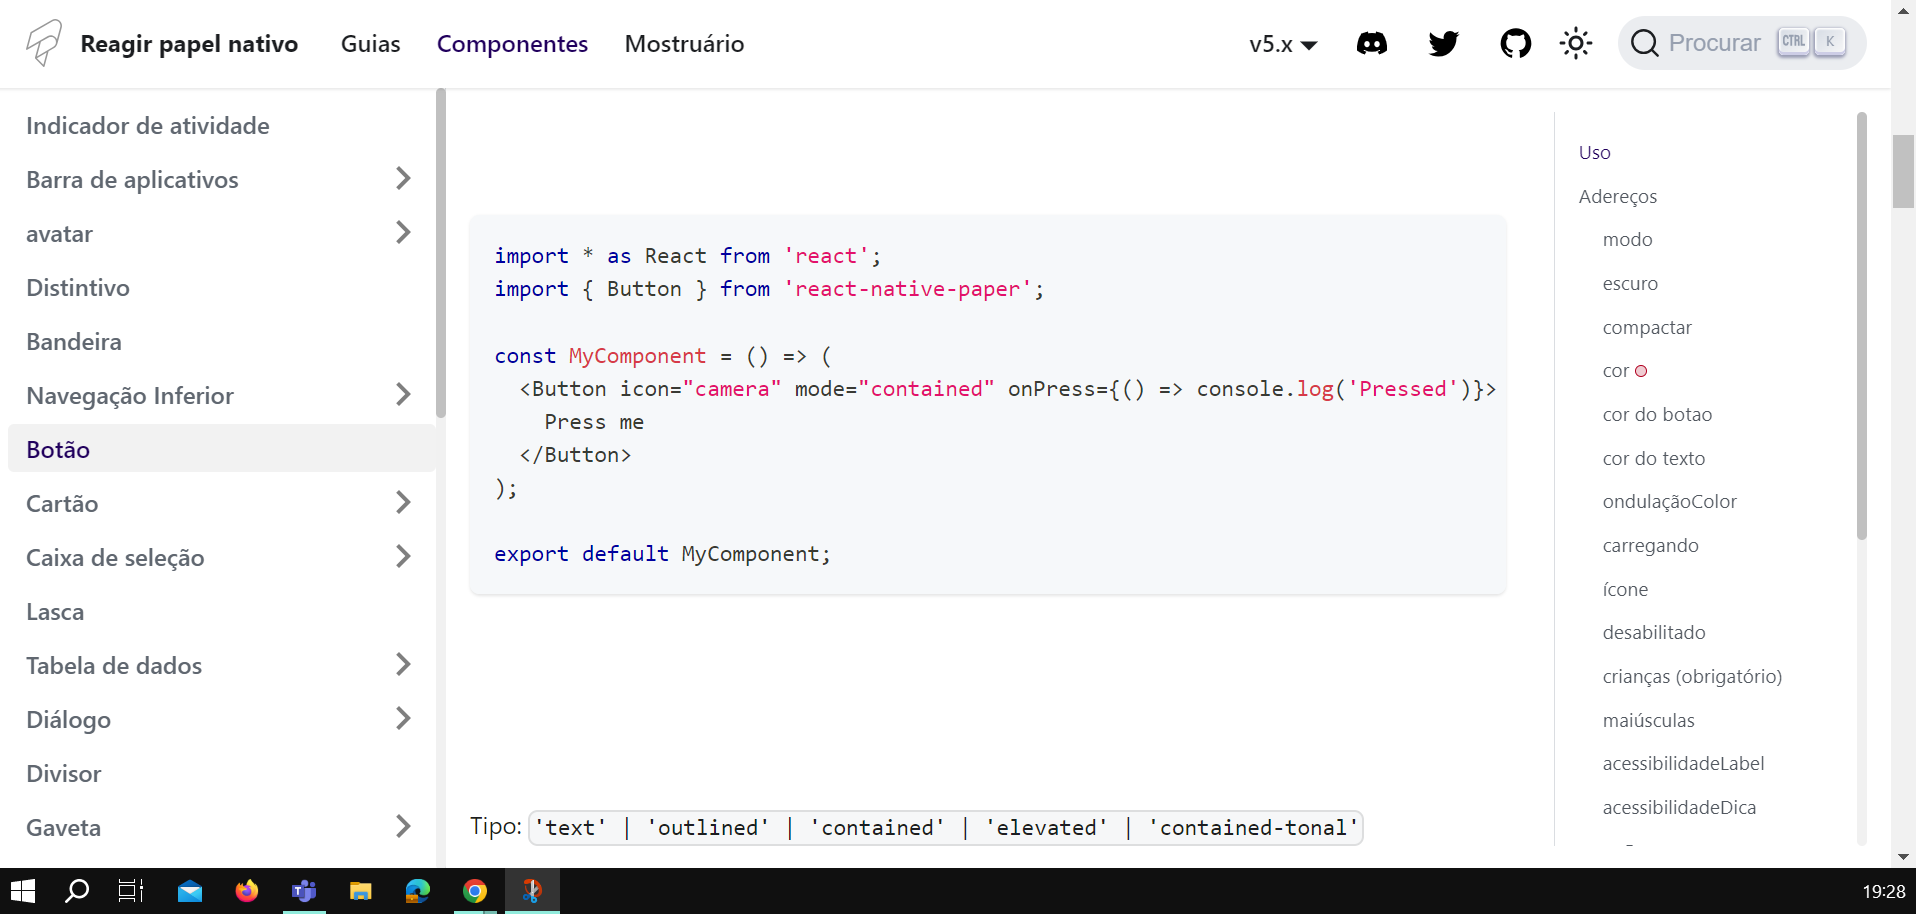 Reagir papel nativo Guias Componentes Mostruário v5.x Procurar CTRL K
Indicador de atividade
Barra de aplicativos
avatar
Distintivo
Bandeira
Navegação Inferior
Botão
Cartão
Caixa de seleção
Lasca
Tabela de dados
Diálogo
Divisor
Gaveta
import * as React from 'react';
import { Button } from 'react-native-paper';
const MyComponent = () => (
<Button icon="camera" mode="contained" onPress={() => console.log('Pressed')}>
Press me
</Button>
);
export default MyComponent;
Tipo: 'text' | 'outlined' | 'contained' | 'elevated' | 'contained-tonal'
Uso
Adereços
modo
escuro
compactar
cor
cor do botao
cor do texto
ondulaçãoColor
carregando
ícone
desabilitado
crianças (obrigatório)
maiúsculas
acessibilidadeLabel
acessibilidadeDica
19:28